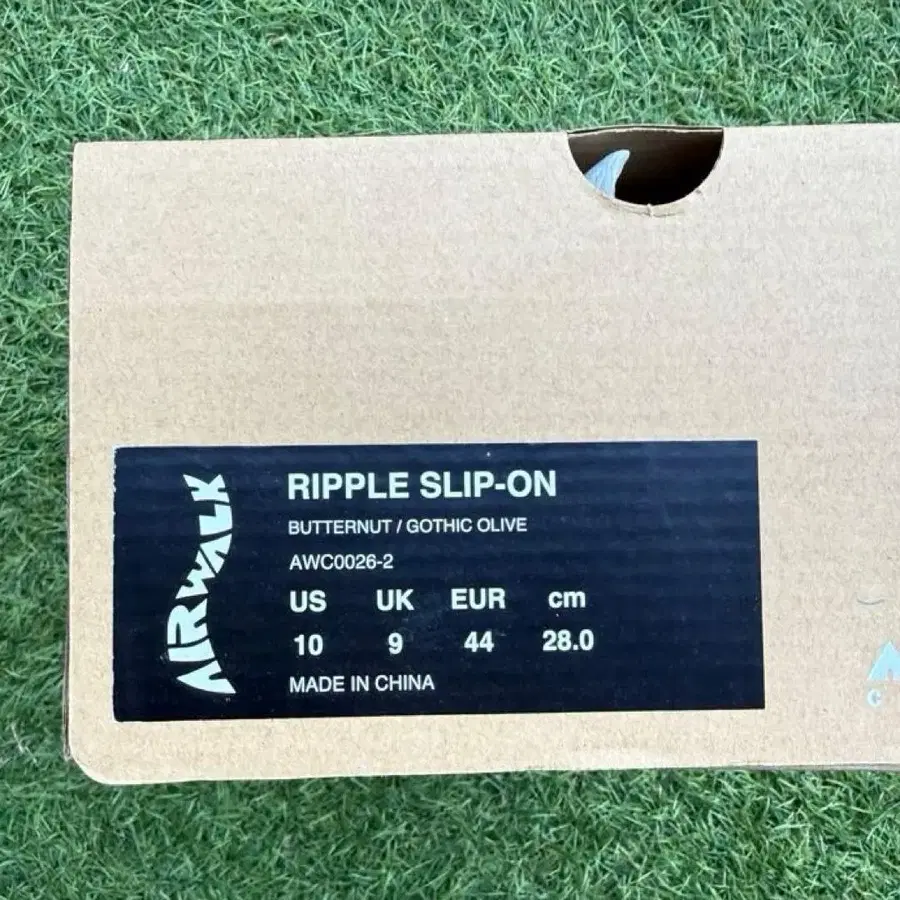 AIRWALK
RIPPLE SLIP-ON
BUTTERNUT / GOTHIC OLIVE
AWC0026-2
US UK EUR cm
10 9 44 28.0
MADE IN CHINA
C